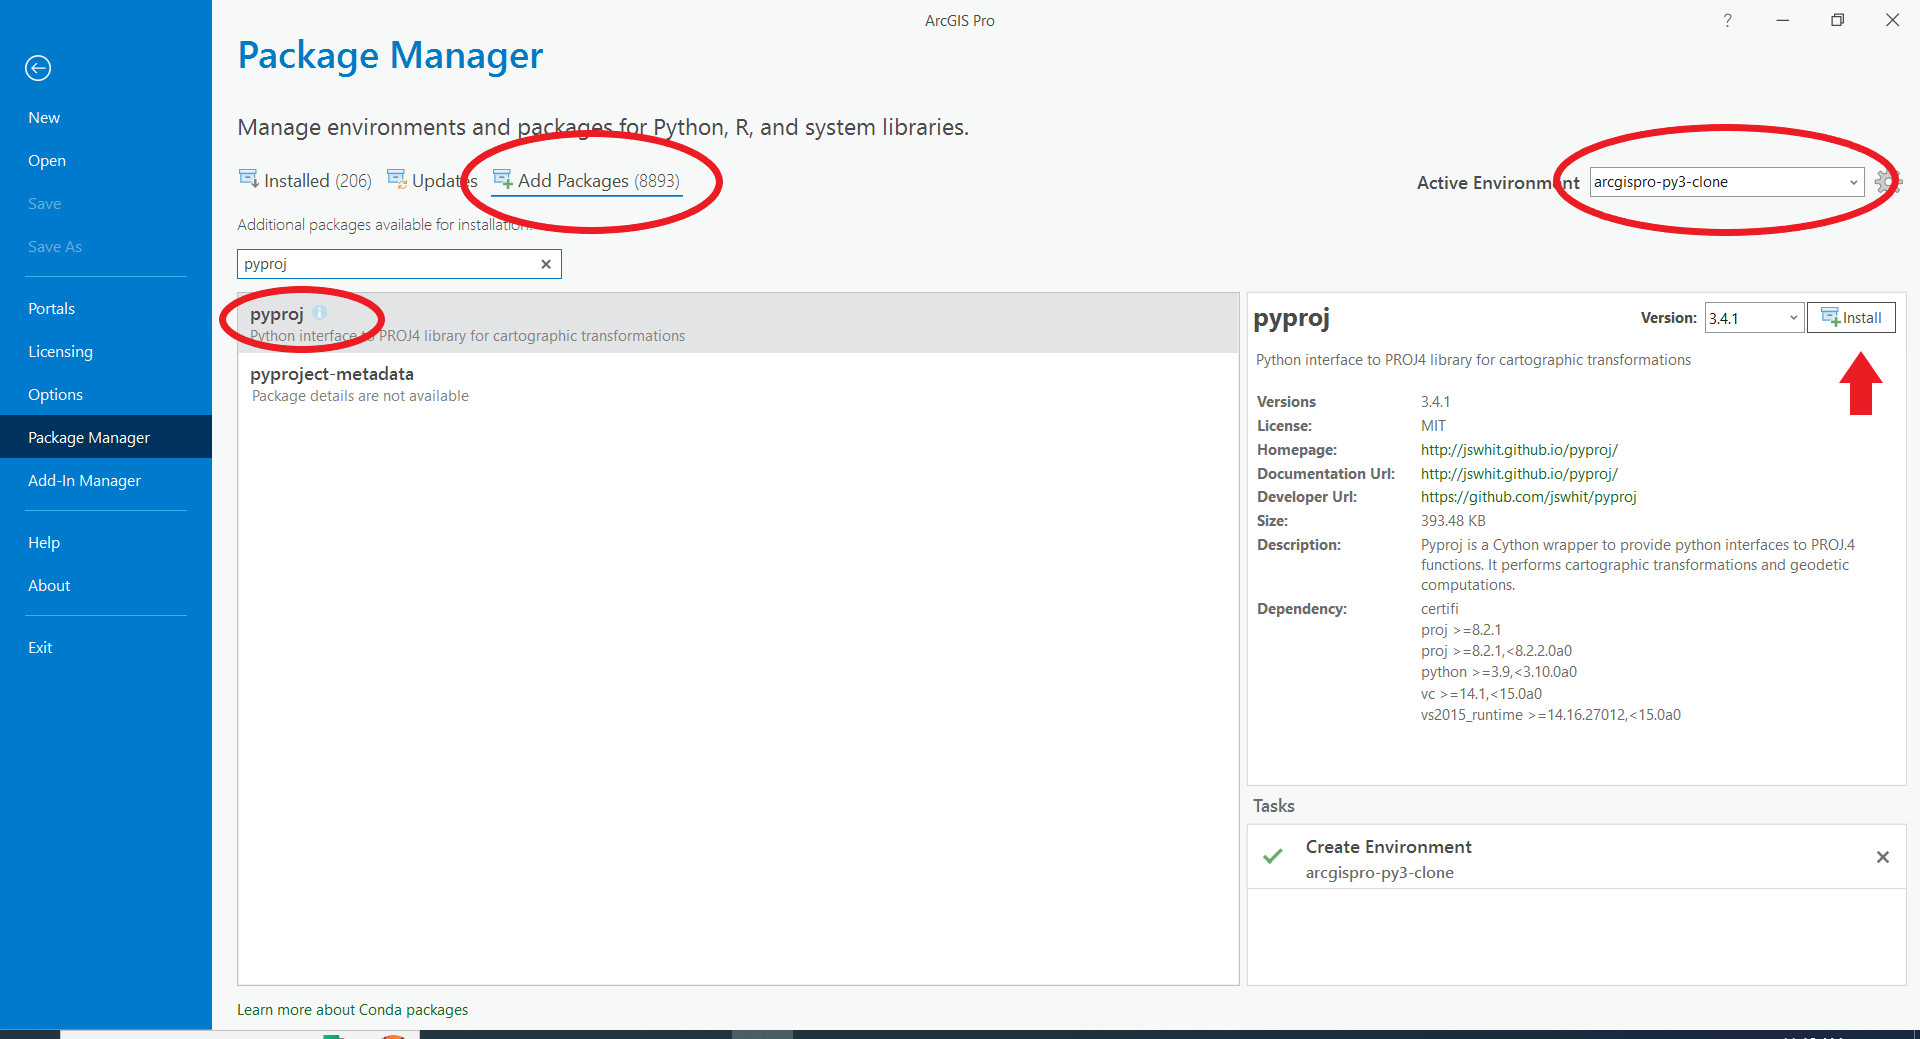 ArcGIS Pro
?
Package Manager
New
Open
Save
Save As
Portals
Licensing
Options
Package Manager
Add-In Manager
Help
About
Exit
Manage environments and packages for Python, R, and system libraries.
Installed (206) Updates Add Packages (8893)
Active Environment arcgispro-py3-clone
Additional packages available for installation.
pyproj
pyproj
Python interface to PROJ4 library for cartographic transformations
pyproject-metadata
Package details are not available
pyproj Version: 3.4.1 Install
Python interface to PROJ4 library for cartographic transformations
Versions 3.4.1
License: MIT
Homepage: http://jswhit.github.io/pyproj/
Documentation Url: http://jswhit.github.io/pyproj/
Developer Url: https://github.com/jswhit/pyproj
Size: 393.48 KB
Description: Pyproj is a Cython wrapper to provide python interfaces to PROJ.4
functions. It performs cartographic transformations and geodetic
computations.
Dependency: certifi
proj >=8.2.1
proj >=8.2.1,<8.2.2.0a0
python >=3.9,<3.10.0a0
vc >=14.1,<15.0a0
vs2015_runtime >=14.16.27012,<15.0a0
Tasks
Create Environment
arcgispro-py3-clone
Learn more about Conda packages